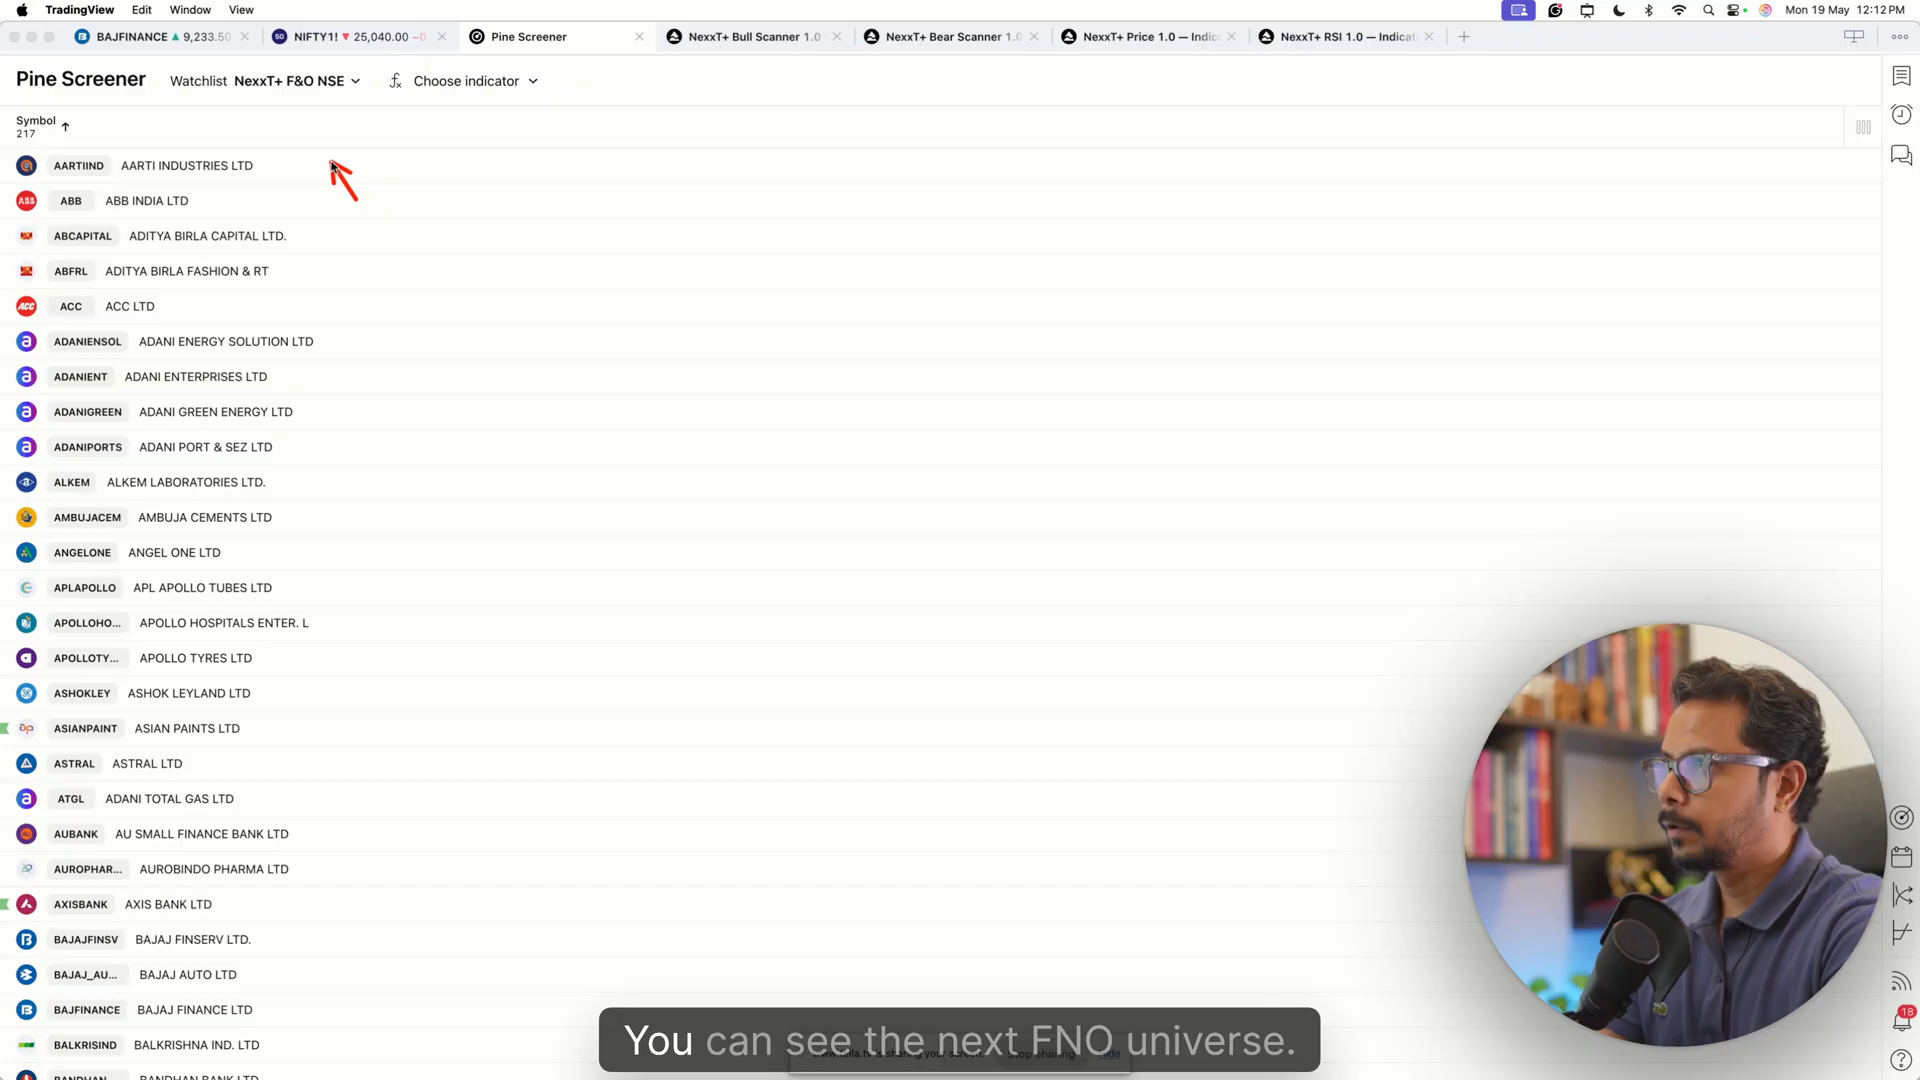 TradingView Edit Window View Mon 19 May 12:12 PM
BAJFINANCE ▲ 9,233.50 NIFTY1! ▼ 25,040.00 −0 Pine Screener NexxT+ Bull Scanner 1.0 NexxT+ Bear Scanner 1.0 NexxT+ Price 1.0 — Indic NexxT+ RSI 1.0 — Indicat
Pine Screener Watchlist NexxT+ F&O NSE Choose indicator
Symbol
217
AARTIIND AARTI INDUSTRIES LTD
ABB ABB INDIA LTD
ABCAPITAL ADITYA BIRLA CAPITAL LTD.
ABFRL ADITYA BIRLA FASHION & RT
ACC ACC LTD
ADANIENSOL ADANI ENERGY SOLUTION LTD
ADANIENT ADANI ENTERPRISES LTD
ADANIGREEN ADANI GREEN ENERGY LTD
ADANIPORTS ADANI PORT & SEZ LTD
ALKEM ALKEM LABORATORIES LTD.
AMBUJACEM AMBUJA CEMENTS LTD
ANGELONE ANGEL ONE LTD
APLAPOLLO APL APOLLO TUBES LTD
APOLLOHO... APOLLO HOSPITALS ENTER. L
APOLLOTY... APOLLO TYRES LTD
ASHOKLEY ASHOK LEYLAND LTD
ASIANPAINT ASIAN PAINTS LTD
ASTRAL ASTRAL LTD
ATGL ADANI TOTAL GAS LTD
AUBANK AU SMALL FINANCE BANK LTD
AUROPHAR... AUROBINDO PHARMA LTD
AXISBANK AXIS BANK LTD
BAJAJFINSV BAJAJ FINSERV LTD.
BAJAJ_AU... BAJAJ AUTO LTD
BAJFINANCE BAJAJ FINANCE LTD
18
You can see the next FNO universe.
BALKRISIND BALKRISHNA IND. LTD
BANDHAN BANDHAN BANK LTD